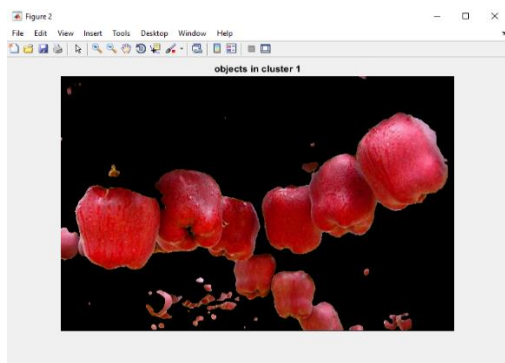 Figure 2
File Edit View Insert Tools Desktop Window Help
objects in cluster 1